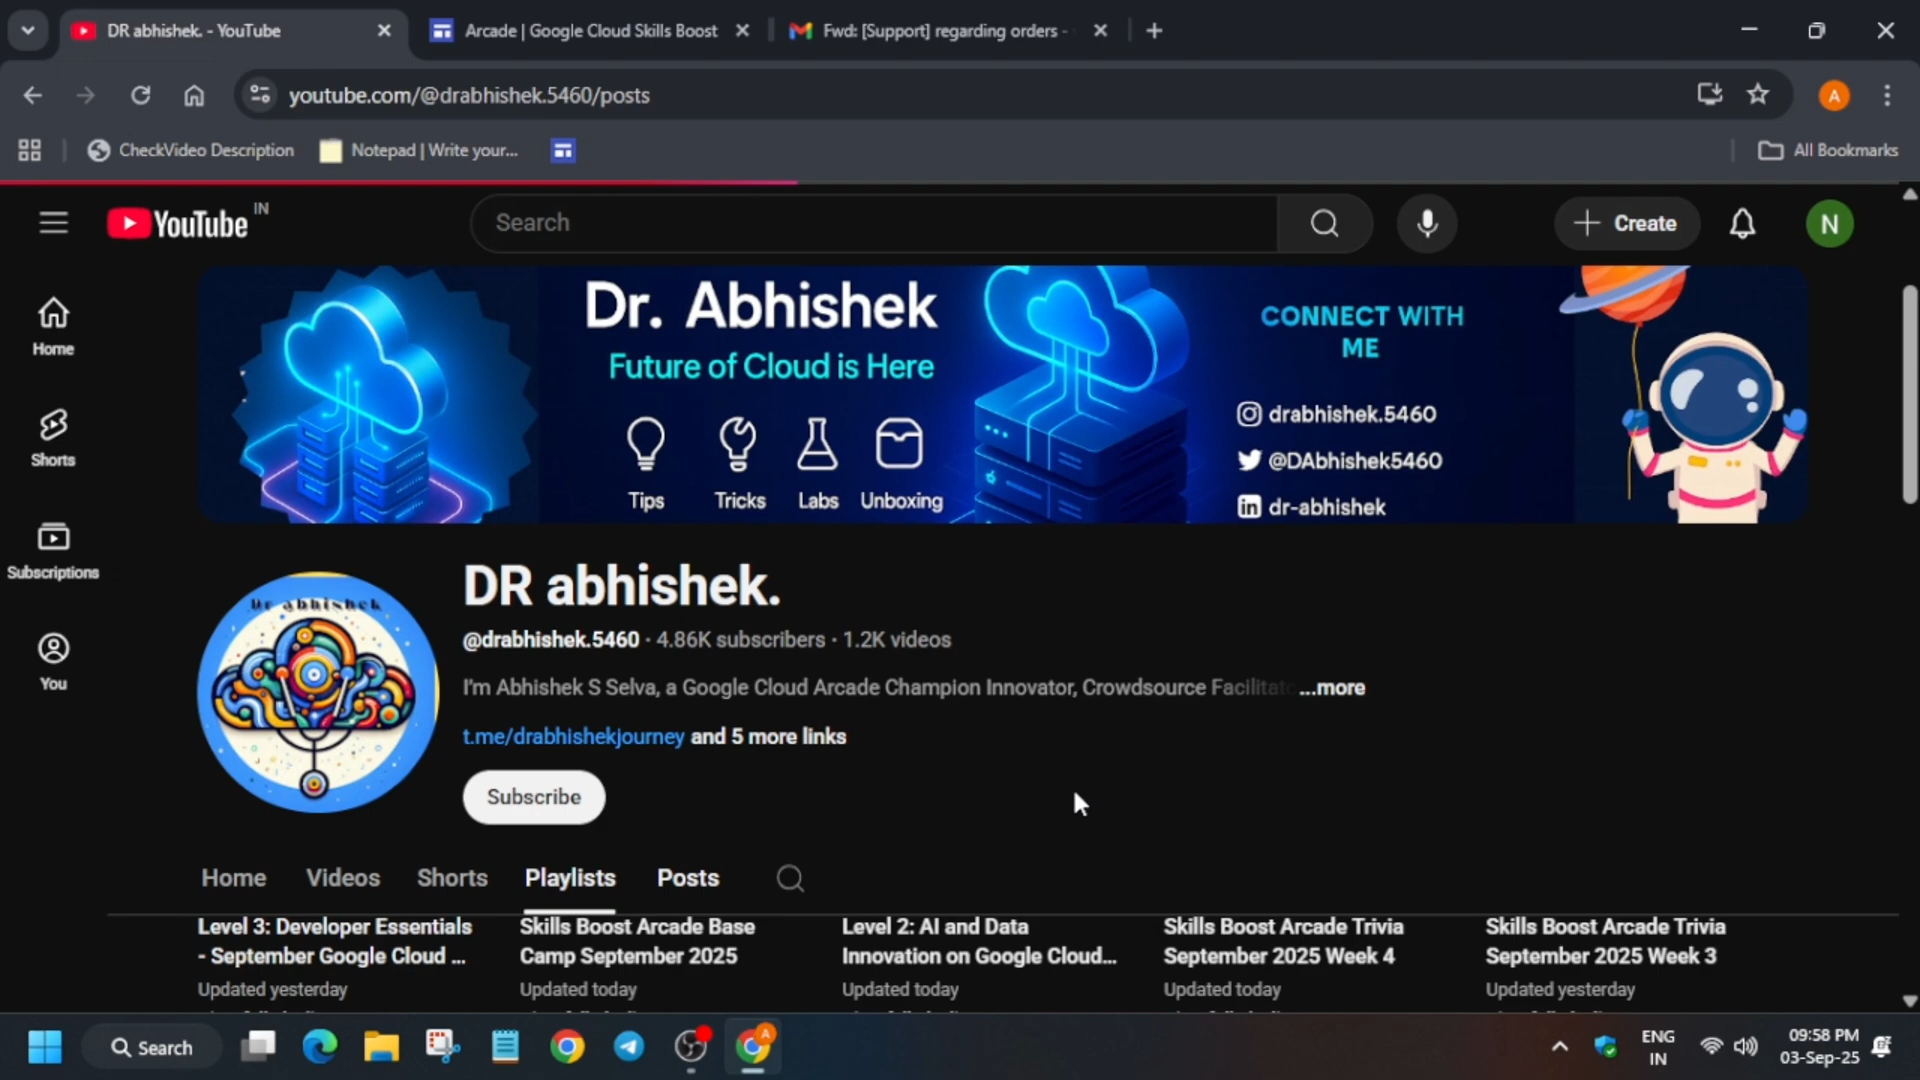 DR abhishek. - YouTube
Arcade | Google Cloud Skills Boost
Fwd: [Support] regarding orders -
youtube.com/@drabhishek.5460/posts
A
CheckVideo Description
Notepad | Write your...
All Bookmarks
YouTube IN
Search
Create
N
Home
Shorts
Subscriptions
You
Dr. Abhishek
Future of Cloud is Here
Tips
Tricks
Labs
Unboxing
CONNECT WITH
ME
drabhishek.5460
@DAbhishek5460
dr-abhishek
Dr abhishek
DR abhishek.
@drabhishek.5460 · 4.86K subscribers · 1.2K videos
I'm Abhishek S Selva, a Google Cloud Arcade Champion Innovator, Crowdsource Facilitato ...more
t.me/drabhishekjourney and 5 more links
Subscribe
Home
Videos
Shorts
Playlists
Posts
Level 3: Developer Essentials
- September Google Cloud ...
Updated yesterday
Skills Boost Arcade Base
Camp September 2025
Updated today
Level 2: AI and Data
Innovation on Google Cloud...
Updated today
Skills Boost Arcade Trivia
September 2025 Week 4
Updated today
Skills Boost Arcade Trivia
September 2025 Week 3
Updated yesterday
Search
A
ENG
IN
09:58 PM
03-Sep-25